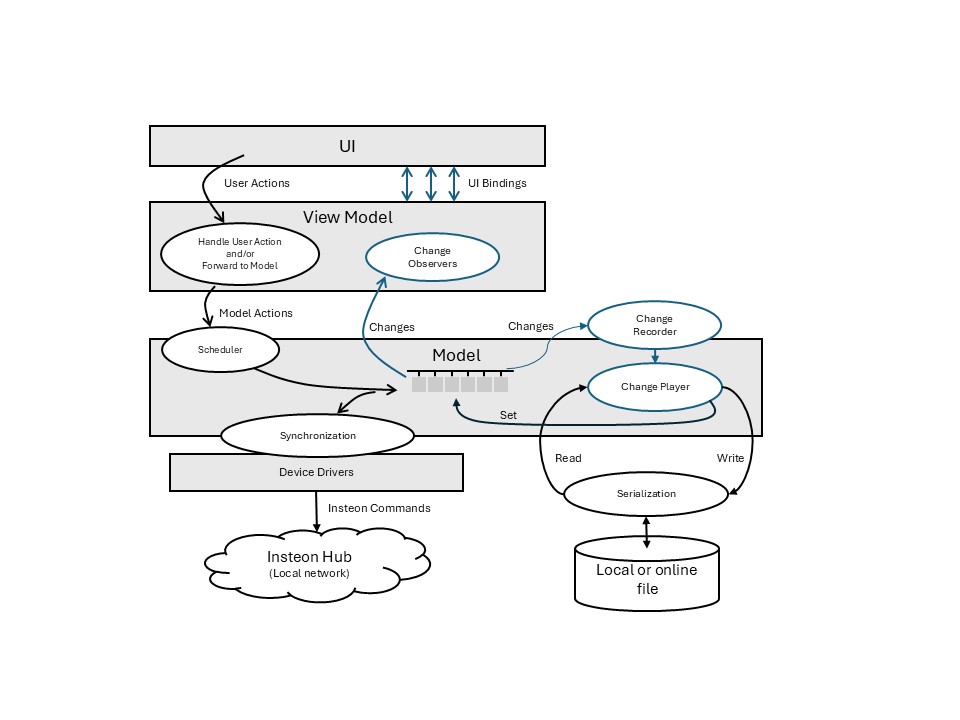 UI
User Actions
UI Bindings
View Model
Handle User Action
and/or
Forward to Model
Change
Observers
Model Actions
Changes
Changes
Change
Recorder
Scheduler
Model
Change Player
Set
Synchronization
Read
Write
Device Drivers
Serialization
Insteon Commands
Insteon Hub
(Local network)
Local or online
file